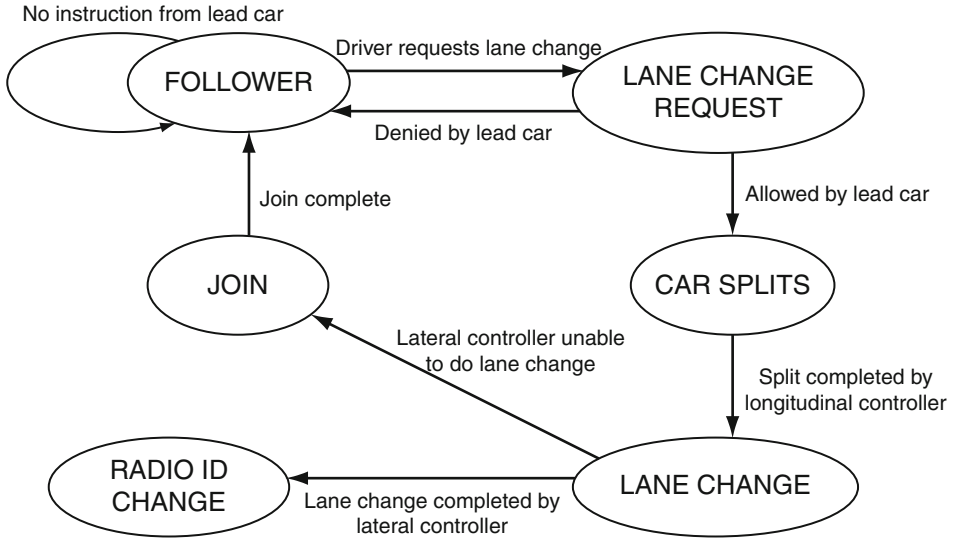 No instruction from lead car
Driver requests lane change
FOLLOWER
LANE CHANGE
REQUEST
Denied by lead car
Allowed by lead car
Join complete
JOIN
CAR SPLITS
Lateral controller unable
to do lane change
Split completed by
longitudinal controller
RADIO ID
CHANGE
LANE CHANGE
Lane change completed by
lateral controller